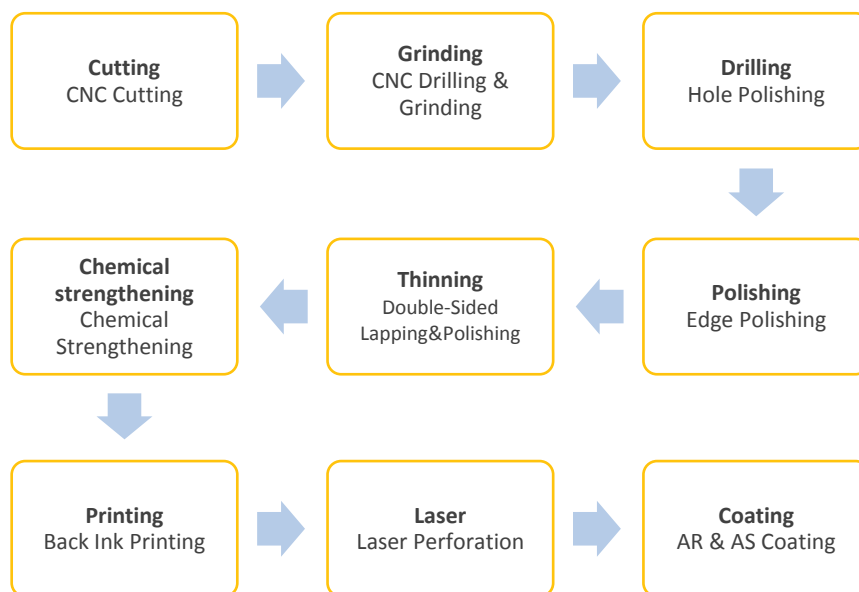 Cutting
CNC Cutting
Grinding
CNC Drilling &
Grinding
Drilling
Hole Polishing
Polishing
Edge Polishing
Thinning
Double-Sided
Lapping&Polishing
Chemical
strengthening
Chemical
Strengthening
Printing
Back Ink Printing
Laser
Laser Perforation
Coating
AR & AS Coating